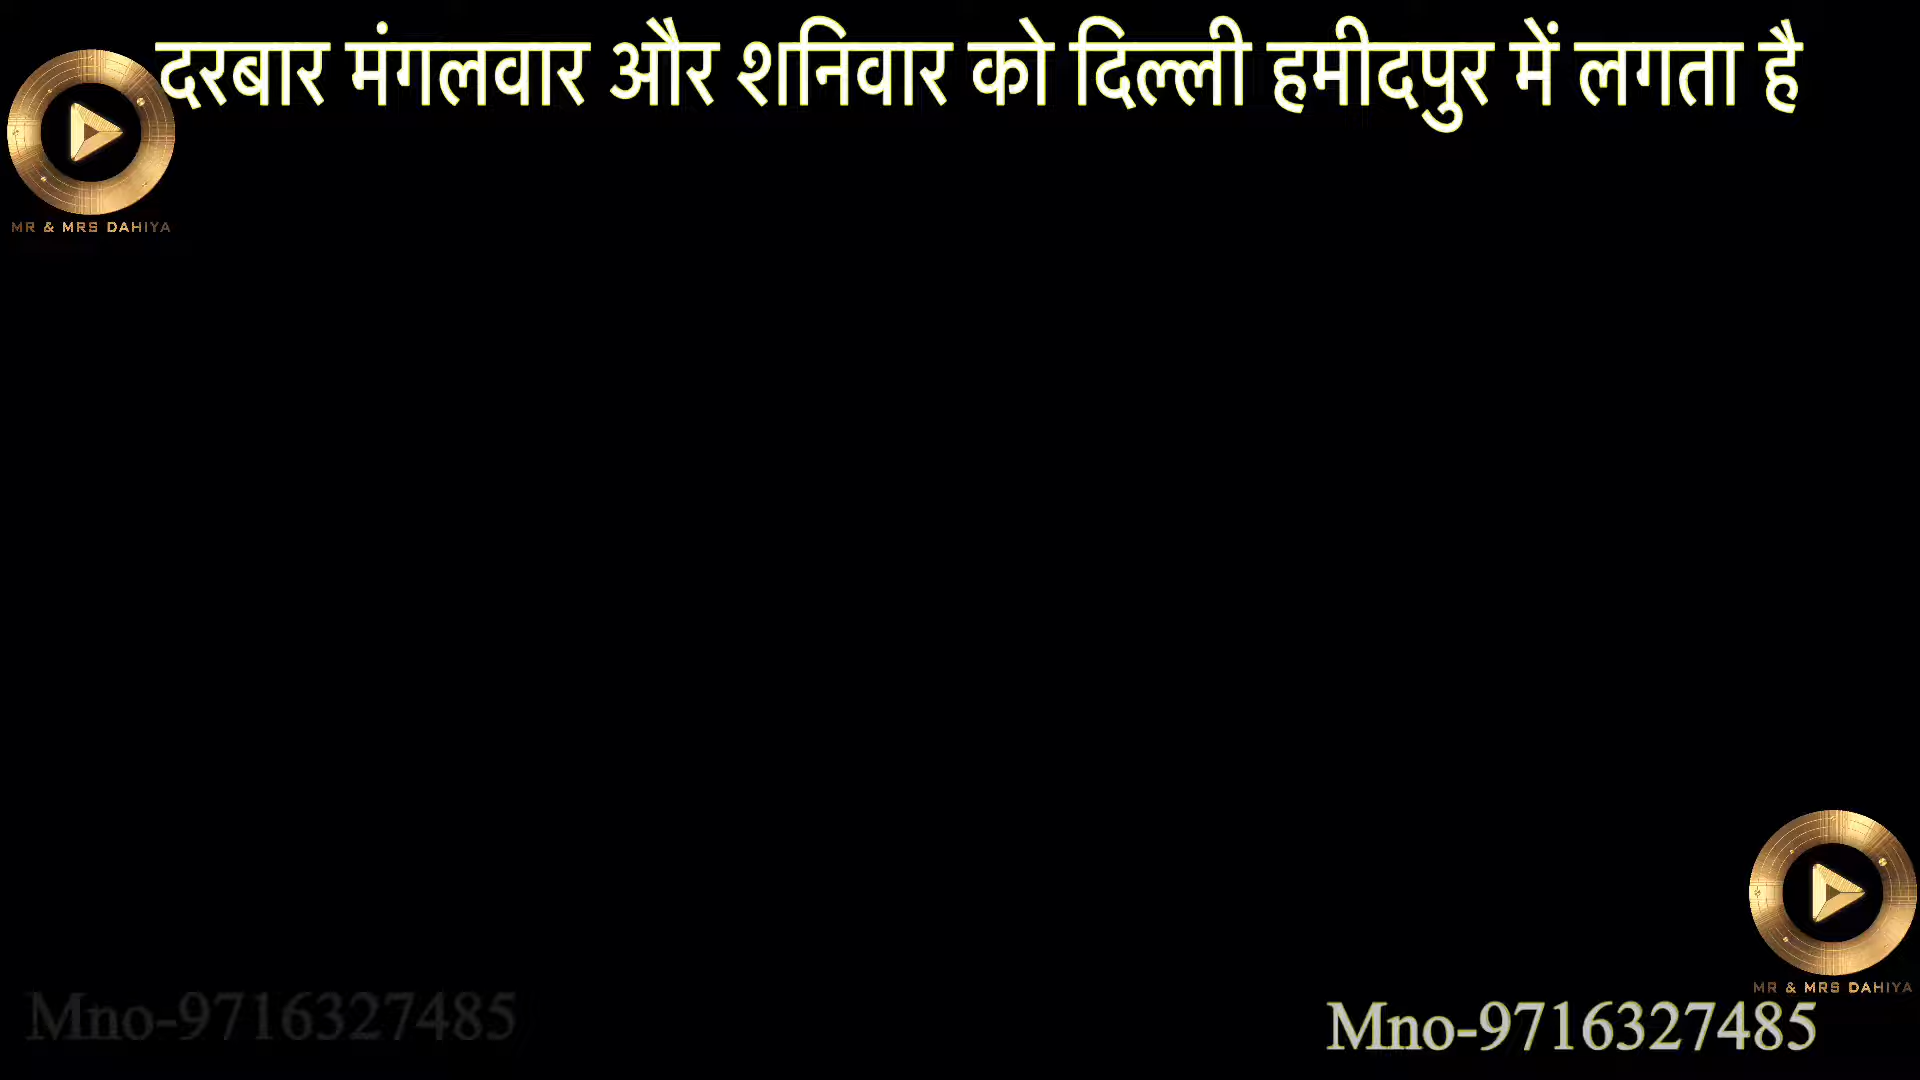 दरबार मंगलवार और शनिवार को दिल्ली हमीदपुर में लगता है
MR & MRS DAHIYA
MR & MRS DAHIYA
Mno-9716327485
Mno-9716327485